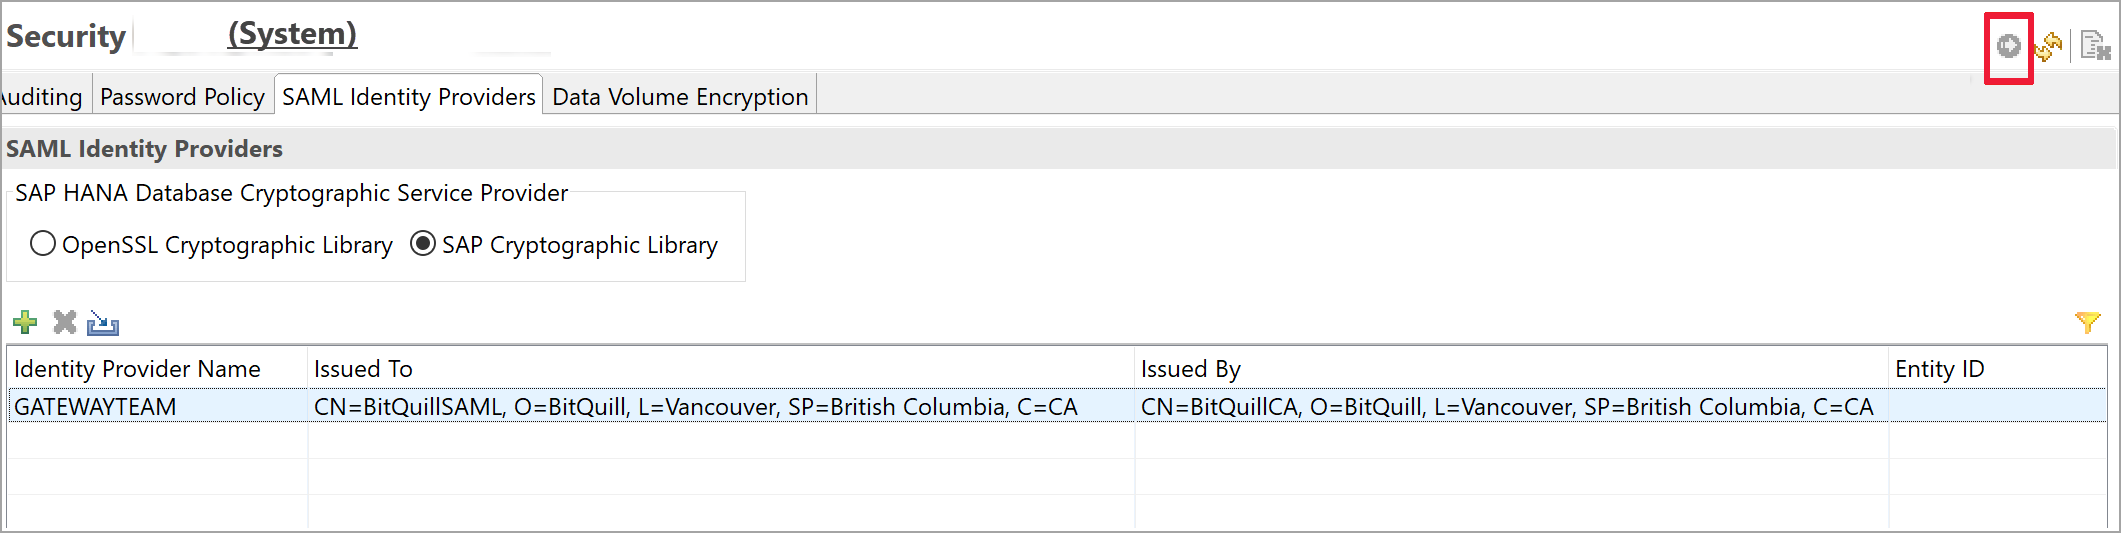 Security (System)
Auditing Password Policy SAML Identity Providers Data Volume Encryption
SAML Identity Providers
SAP HANA Database Cryptographic Service Provider
OpenSSL Cryptographic Library SAP Cryptographic Library
Identity Provider Name Issued To Issued By Entity ID
GATEWAYTEAM CN=BitQuillSAML, O=BitQuill, L=Vancouver, SP=British Columbia, C=CA CN=BitQuillCA, O=BitQuill, L=Vancouver, SP=British Columbia, C=CA